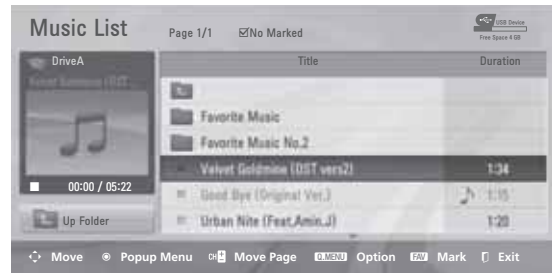 Music List
Page 1/1
No Marked
USB Device
Free Space 4 GB
DriveA
Title
Duration
Favorite Music
Favorite Music No.2
Velvet Goldmine (OST vers2)
1:34
00:00 / 05:22
Good Bye (Original Ver.)
1:15
Up Folder
Urban Nite (Feat,Amin.J)
1:20
Move
Popup Menu
CH
Move Page
Q.MENU
Option
FAV
Mark
Exit